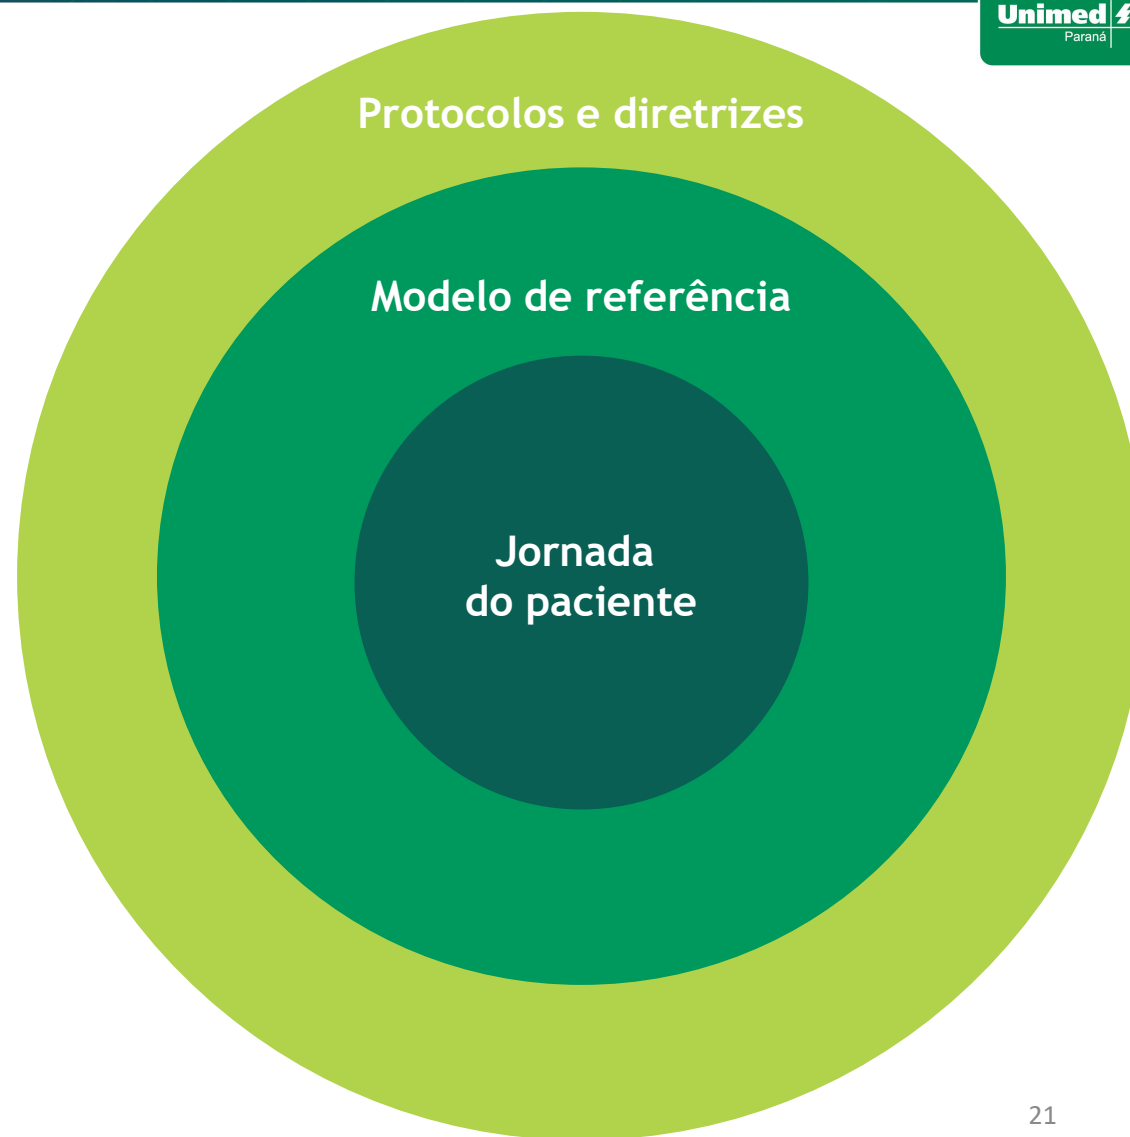 Unimed
Paraná
Protocolos e diretrizes
Modelo de referência
Jornada
do paciente
21